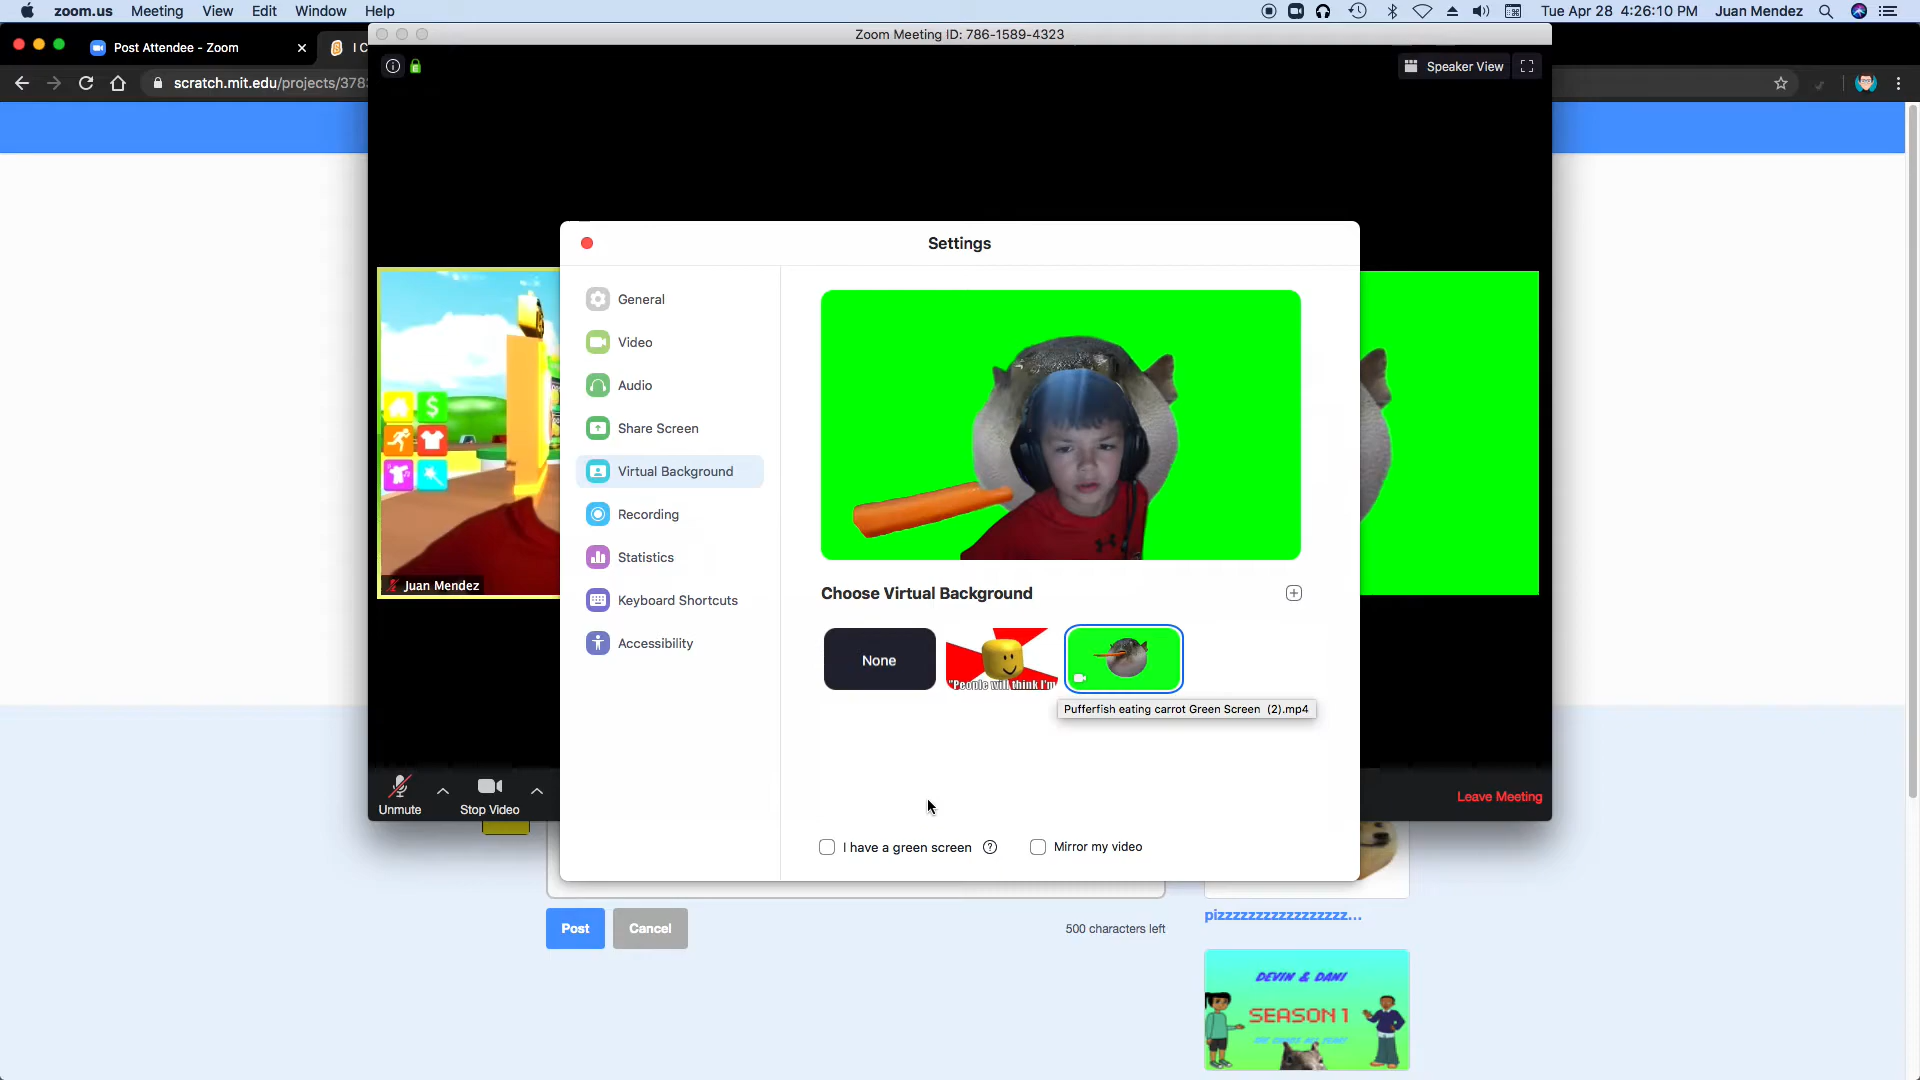 zoom.us Meeting View Edit Window Help
Tue Apr 28 4:26:10 PM Juan Mendez
Post Attendee - Zoom
I C
Zoom Meeting ID: 786-1589-4323
scratch.mit.edu/projects/378
Speaker View
Settings
General
Video
Audio
Share Screen
Virtual Background
Recording
Statistics
Keyboard Shortcuts
Accessibility
Juan Mendez
Choose Virtual Background
None
"People will think I'm
Pufferfish eating carrot Green Screen (2).mp4
Unmute
Stop Video
Leave Meeting
I have a green screen
Mirror my video
Post
Cancel
500 characters left
pizzzzzzzzzzzzzzzzz...
DEVIN & DANI
SEASON 1